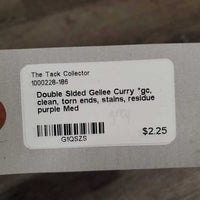 The Tack Collector
1000228-186
Double Sided Gellee Curry *gc,
clean, torn ends, stains, residue
purple Med
grey
G1QSZS
$2.25